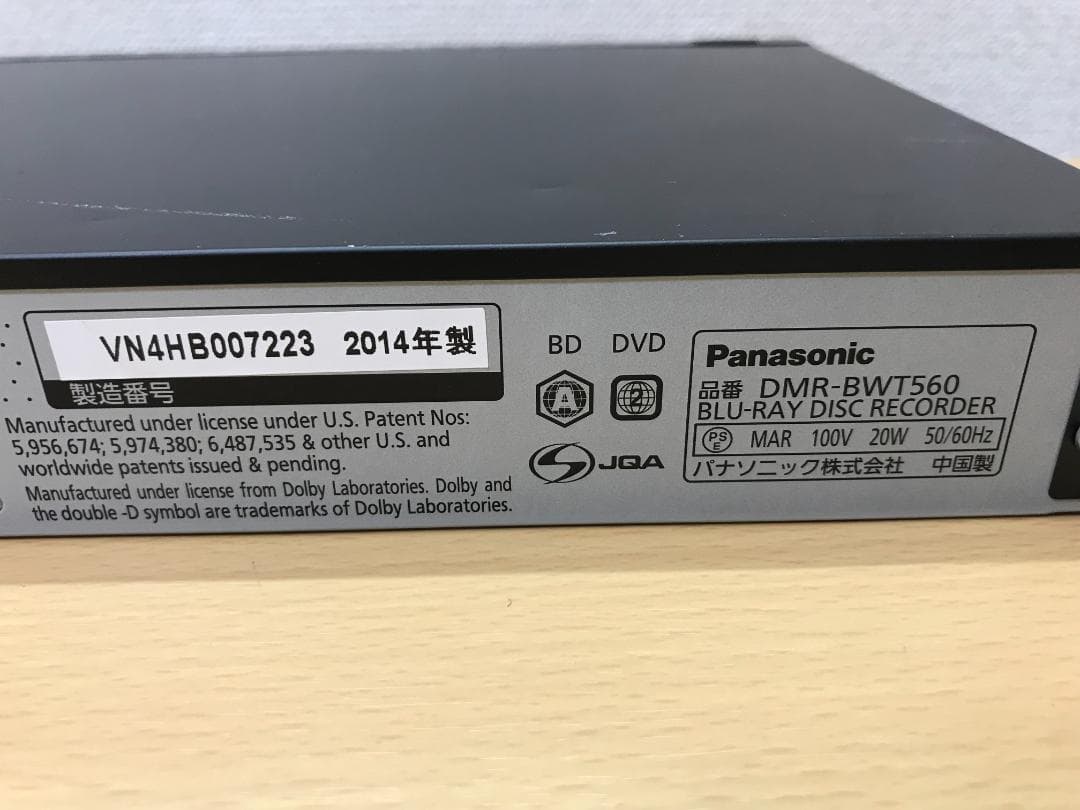 VN4HB007223 2014年製
製造番号
Manufactured under license under U.S. Patent Nos:
5,956,674; 5,974,380; 6,487,535 & other U.S. and
worldwide patents issued & pending.
Manufactured under license from Dolby Laboratories. Dolby and
the double -D symbol are trademarks of Dolby Laboratories.
BD DVD
A 2
JQA
Panasonic
品番 DMR-BWT560
BLU-RAY DISC RECORDER
PSE MAR 100V 20W 50/60Hz
パナソニック株式会社 中国製